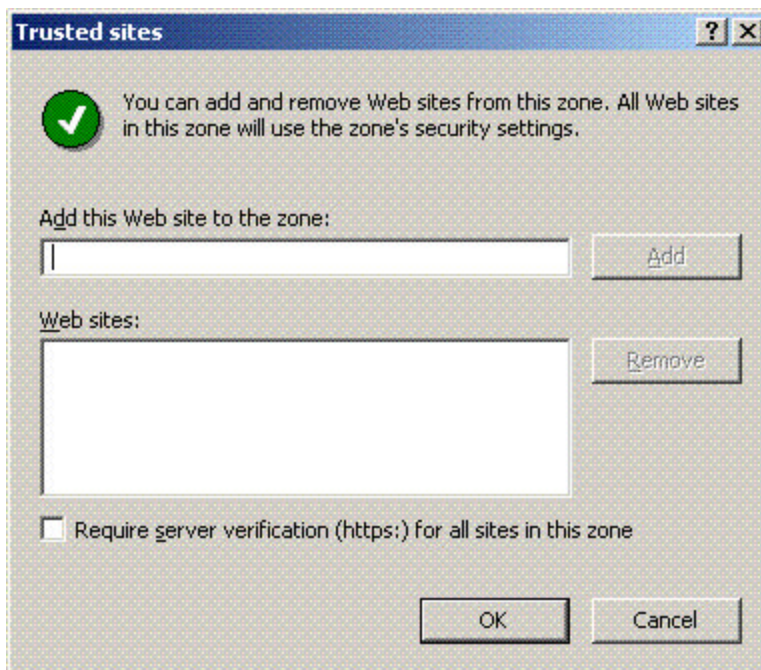 Trusted sites
You can add and remove Web sites from this zone. All Web sites
in this zone will use the zone's security settings.
Add this Web site to the zone:
Add
Web sites:
Remove
Require server verification (https:) for all sites in this zone
OK
Cancel